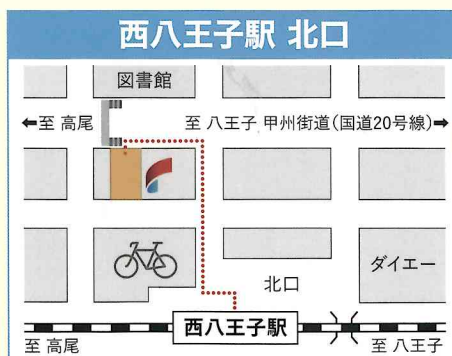 西八王子駅 北口
図書館
←至 高尾
至 八王子 甲州街道(国道20号線)→
ダイエー
北口
西八王子駅
至 高尾
至 八王子